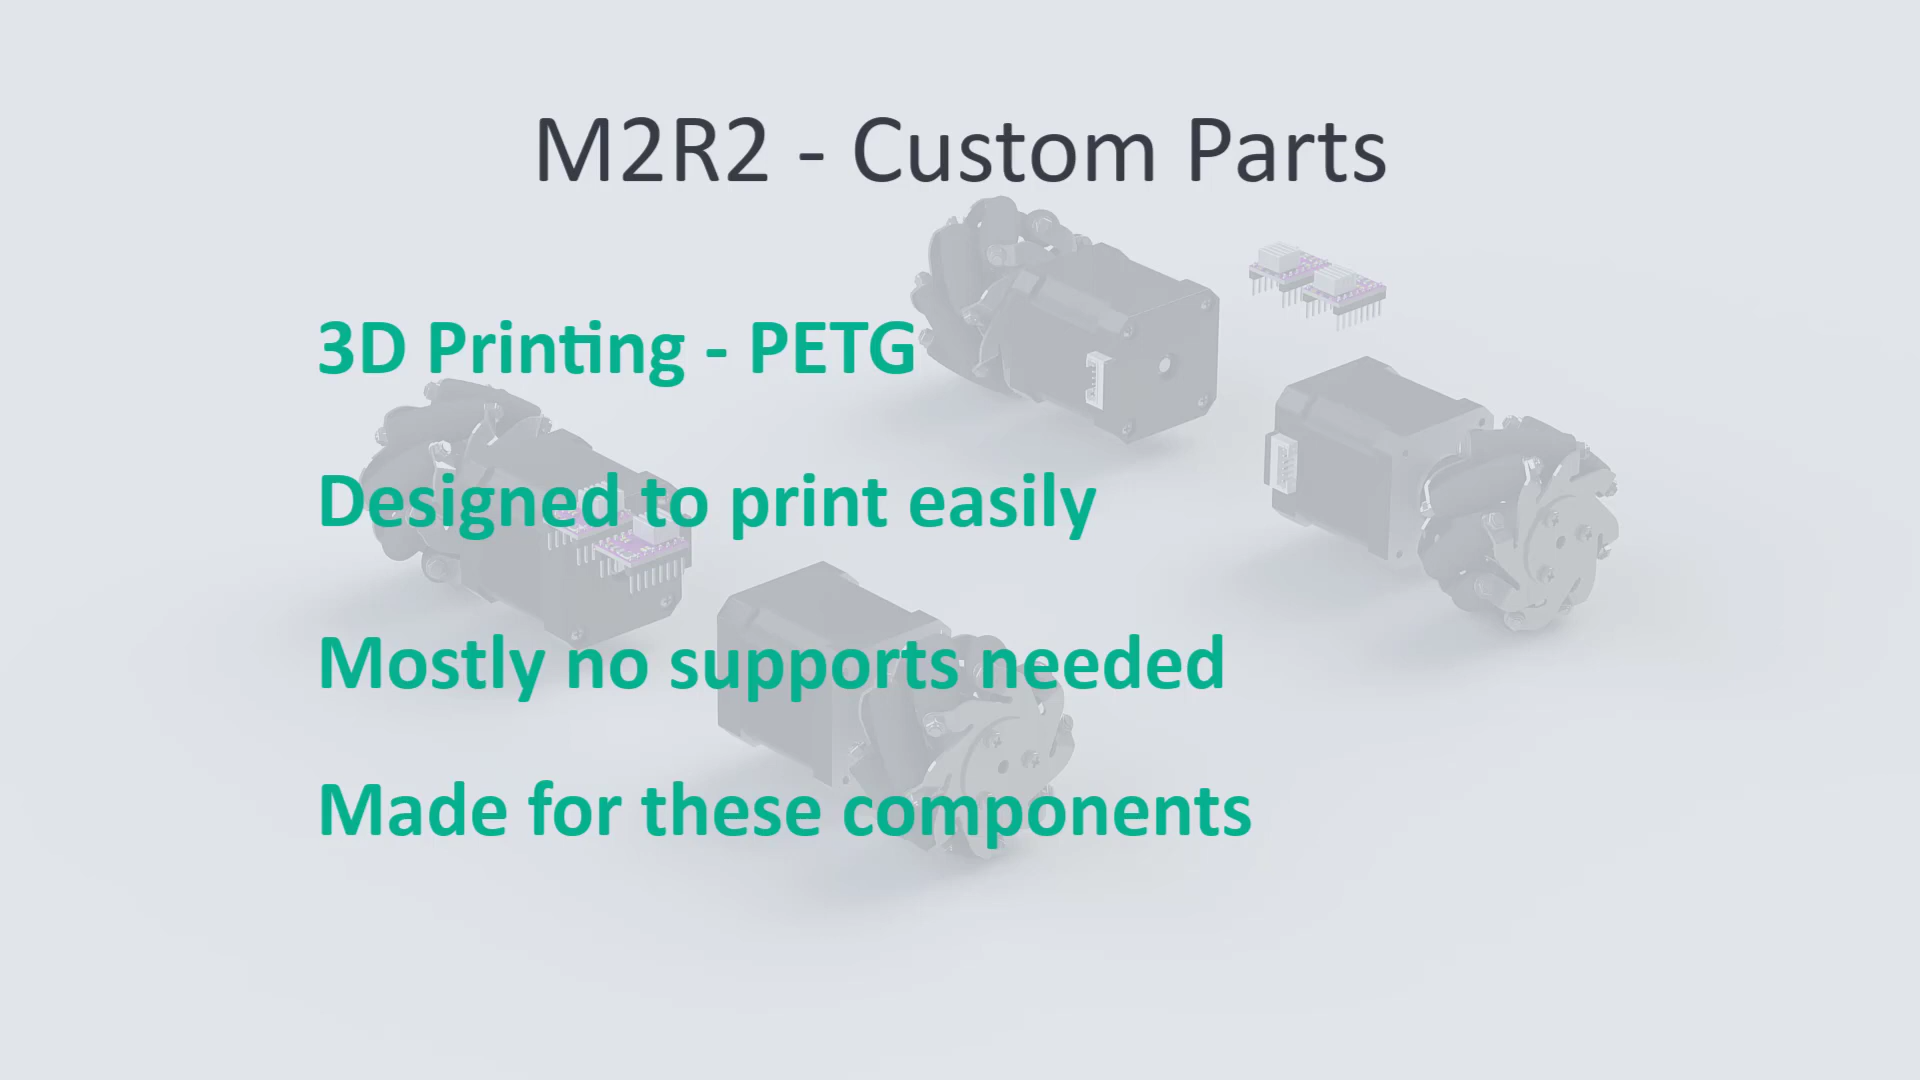 M2R2 - Custom Parts
3D Printing - PETG
Designed to print easily
Mostly no supports needed
Made for these components